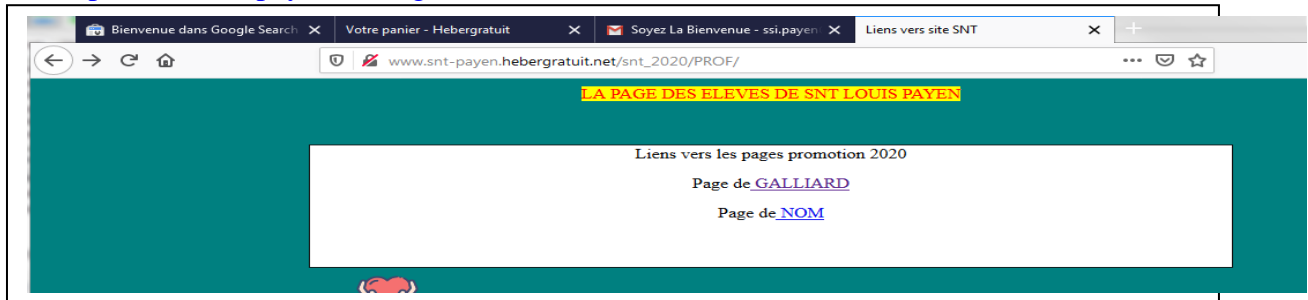 Bienvenue dans Google Search
Votre panier - Hebergratuit
Soyez La Bienvenue - ssi.payen
Liens vers site SNT
www.snt-payen.hebergratuit.net/snt_2020/PROF/
LA PAGE DES ELEVES DE SNT LOUIS PAYEN
Liens vers les pages promotion 2020
Page de GALLIARD
Page de NOM